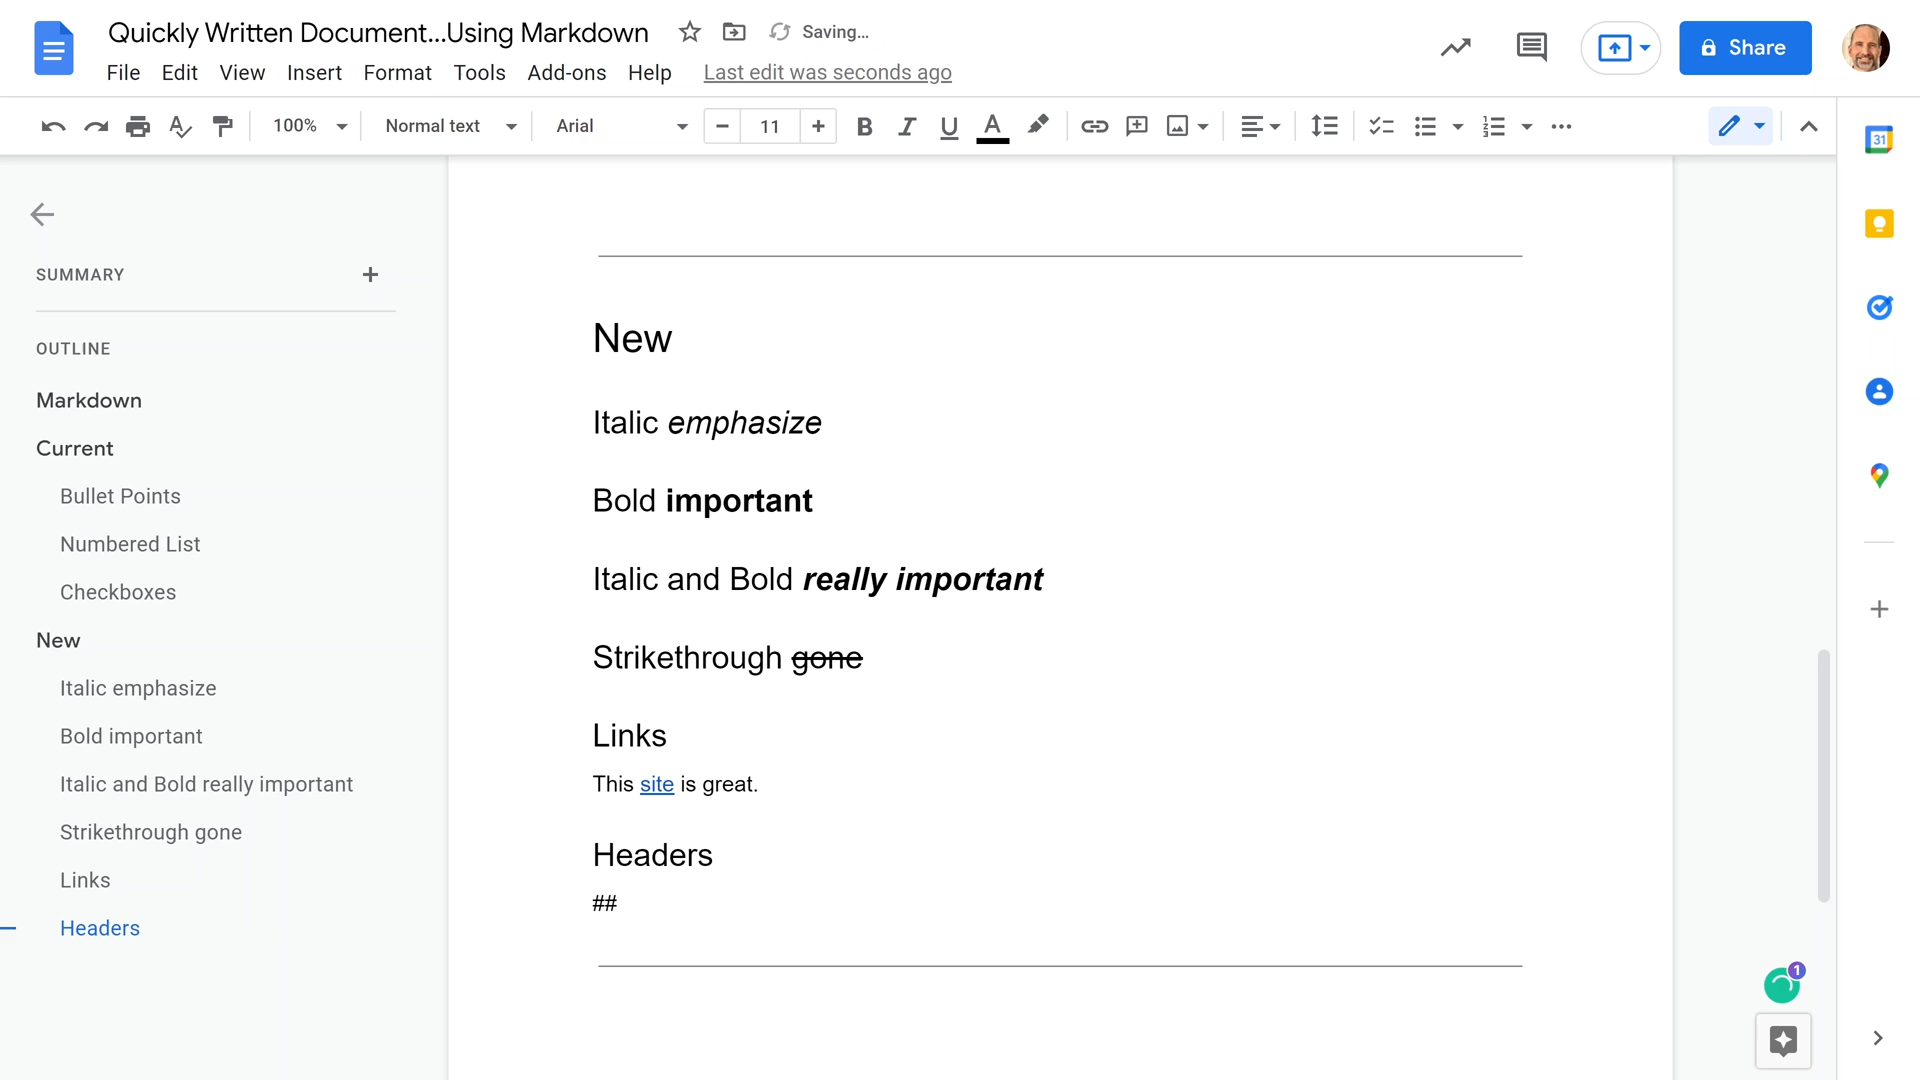 Quickly Written Document...Using Markdown Saving...
File Edit View Insert Format Tools Add-ons Help Last edit was seconds ago
Share
100% Normal text Arial 11 B I U A
31
SUMMARY
OUTLINE
Markdown
Current
Bullet Points
Numbered List
Checkboxes
New
Italic emphasize
Bold important
Italic and Bold really important
Strikethrough gone
Links
Headers
New
Italic emphasize
Bold important
Italic and Bold really important
Strikethrough gone
Links
This site is great.
Headers
##
1